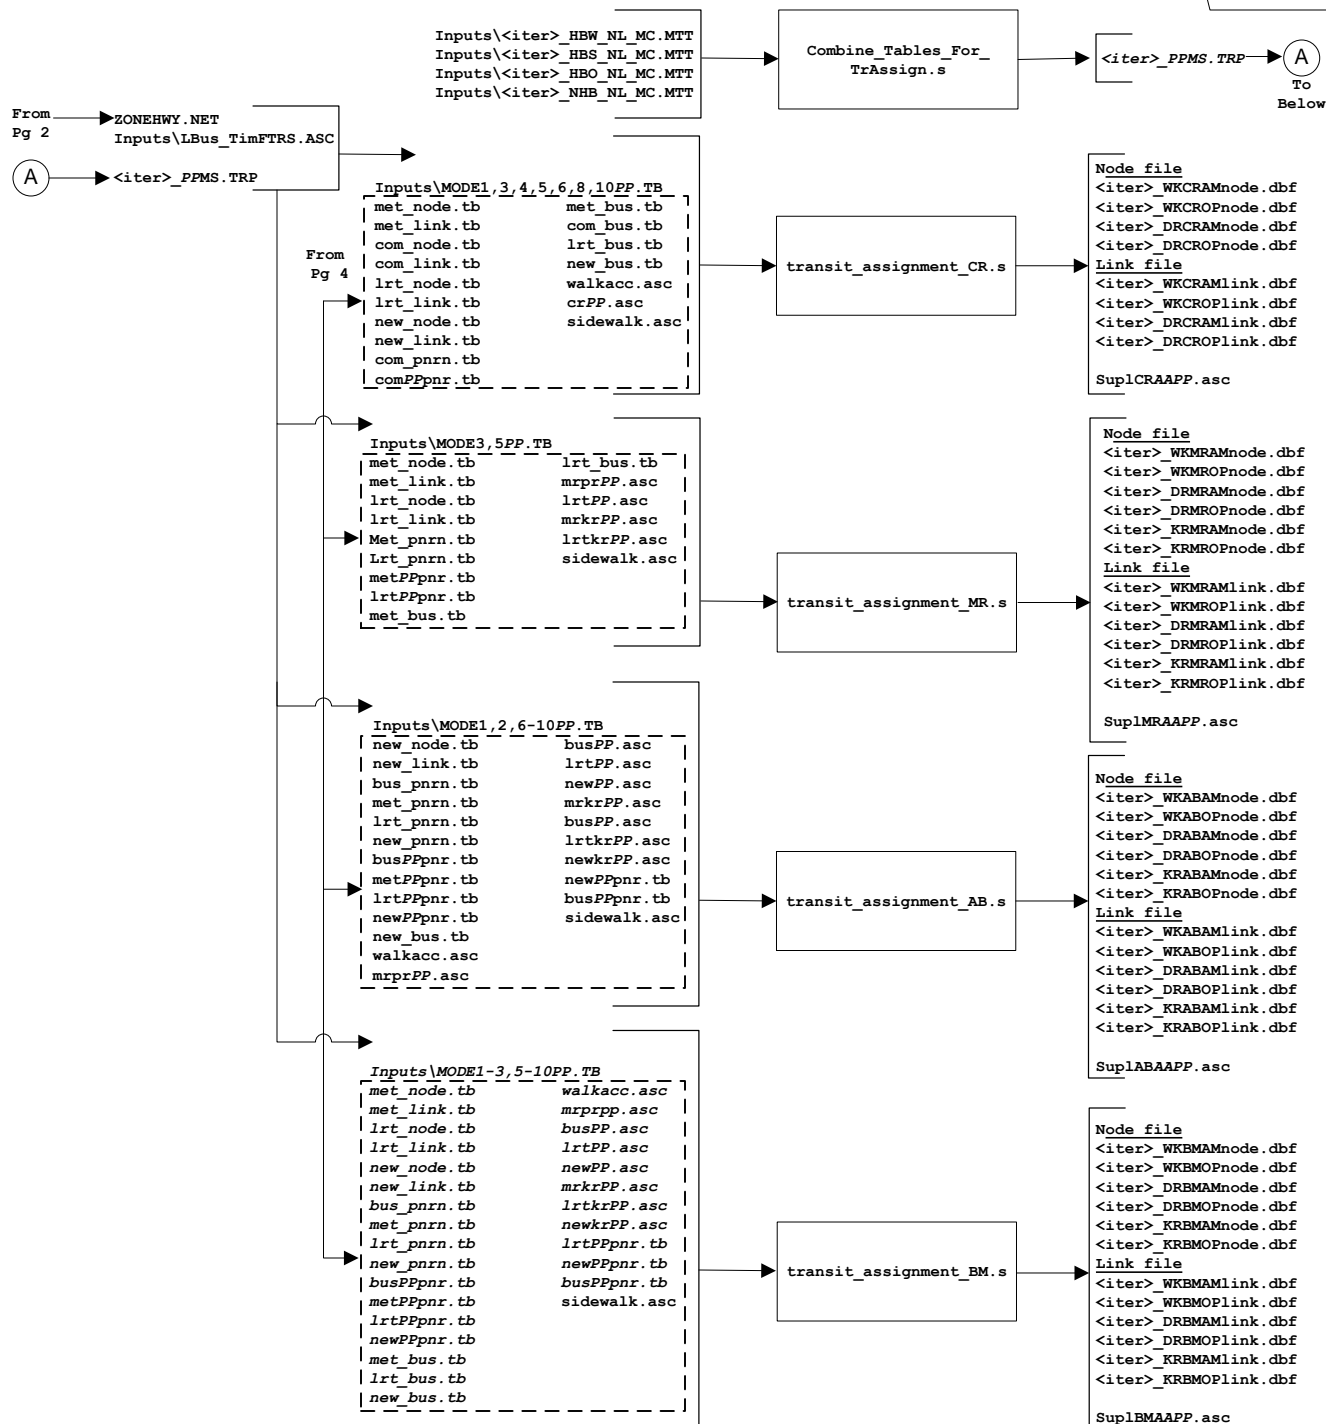 Inputs\<iter>_HBW_NL_MC.MTT
Inputs\<iter>_HBS_NL_MC.MTT
Inputs\<iter>_HBO_NL_MC.MTT
Inputs\<iter>_NHB_NL_MC.MTT
Combine_Tables_For_
TrAssign.s
<iter>_PPMS.TRP
A
To
Below
From
Pg 2
ZONEHWY.NET
Inputs\LBus_TimFTRS.ASC
A
<iter>_PPMS.TRP
From
Pg 4
Inputs\MODE1,3,4,5,6,8,10PP.TB
met_node.tb
met_link.tb
com_node.tb
com_link.tb
lrt_node.tb
lrt_link.tb
new_node.tb
new_link.tb
com_pnrn.tb
comPPpnr.tb
met_bus.tb
com_bus.tb
lrt_bus.tb
new_bus.tb
walkacc.asc
crPP.asc
sidewalk.asc
transit_assignment_CR.s
Node file
<iter>_WKCRAMnode.dbf
<iter>_WKCROPnode.dbf
<iter>_DRCRAMnode.dbf
<iter>_DRCROPnode.dbf
Link file
<iter>_WKCRAMlink.dbf
<iter>_WKCROPlink.dbf
<iter>_DRCRAMlink.dbf
<iter>_DRCROPlink.dbf
SuplCRAAPP.asc
Inputs\MODE3,5PP.TB
met_node.tb
met_link.tb
lrt_node.tb
lrt_link.tb
Met_pnrn.tb
Lrt_pnrn.tb
metPPpnr.tb
lrtPPpnr.tb
met_bus.tb
lrt_bus.tb
mrprPP.asc
lrtPP.asc
mrkrPP.asc
lrtkrPP.asc
sidewalk.asc
transit_assignment_MR.s
Node file
<iter>_WKMRAMnode.dbf
<iter>_WKMROPnode.dbf
<iter>_DRMRAMnode.dbf
<iter>_DRMROPnode.dbf
<iter>_KRMRAMnode.dbf
<iter>_KRMROPnode.dbf
Link file
<iter>_WKMRAMlink.dbf
<iter>_WKMROPlink.dbf
<iter>_DRMRAMlink.dbf
<iter>_DRMROPlink.dbf
<iter>_KRMRAMlink.dbf
<iter>_KRMROPlink.dbf
SuplMRAAPP.asc
Inputs\MODE1,2,6-10PP.TB
new_node.tb
new_link.tb
bus_pnrn.tb
met_pnrn.tb
lrt_pnrn.tb
new_pnrn.tb
busPPpnr.tb
metPPpnr.tb
lrtPPpnr.tb
newPPpnr.tb
new_bus.tb
walkacc.asc
mrprPP.asc
busPP.asc
lrtPP.asc
newPP.asc
mrkrPP.asc
busPP.asc
lrtkrPP.asc
newkrPP.asc
newPPpnr.tb
busPPpnr.tb
sidewalk.asc
transit_assignment_AB.s
Node file
<iter>_WKABAMnode.dbf
<iter>_WKABOPnode.dbf
<iter>_DRABAMnode.dbf
<iter>_DRABOPnode.dbf
<iter>_KRABAMnode.dbf
<iter>_KRABOPnode.dbf
Link file
<iter>_WKABAMlink.dbf
<iter>_WKABOPlink.dbf
<iter>_DRABAMlink.dbf
<iter>_DRABOPlink.dbf
<iter>_KRABAMlink.dbf
<iter>_KRABOPlink.dbf
SuplABAAPP.asc
Inputs\MODE1-3,5-10PP.TB
met_node.tb
met_link.tb
lrt_node.tb
lrt_link.tb
new_node.tb
new_link.tb
bus_pnrn.tb
met_pnrn.tb
lrt_pnrn.tb
new_pnrn.tb
busPPpnr.tb
metPPpnr.tb
lrtPPpnr.tb
newPPpnr.tb
met_bus.tb
lrt_bus.tb
new_bus.tb
walkacc.asc
mrprpp.asc
busPP.asc
lrtPP.asc
newPP.asc
mrkrPP.asc
lrtkrPP.asc
newkrPP.asc
lrtPPpnr.tb
newPPpnr.tb
busPPpnr.tb
sidewalk.asc
transit_assignment_BM.s
Node file
<iter>_WKBMAMnode.dbf
<iter>_WKBMOPnode.dbf
<iter>_DRBMAMnode.dbf
<iter>_DRBMOPnode.dbf
<iter>_KRBMAMnode.dbf
<iter>_KRBMOPnode.dbf
Link file
<iter>_WKBMAMlink.dbf
<iter>_WKBMOPlink.dbf
<iter>_DRBMAMlink.dbf
<iter>_DRBMOPlink.dbf
<iter>_KRBMAMlink.dbf
<iter>_KRBMOPlink.dbf
SuplBMAAPP.asc